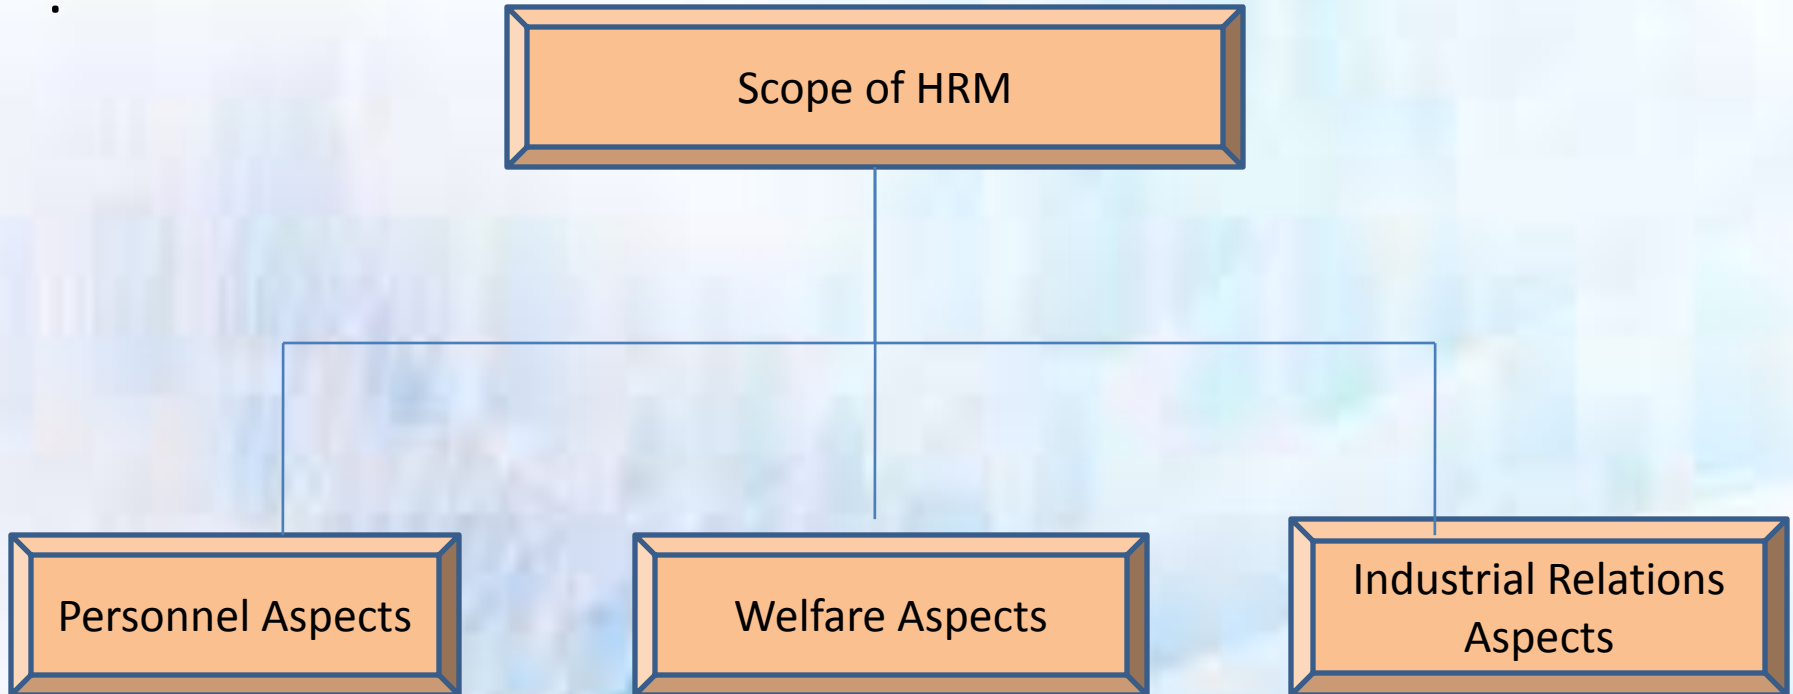 .
Scope of HRM
Personnel Aspects
Welfare Aspects
Industrial Relations
Aspects